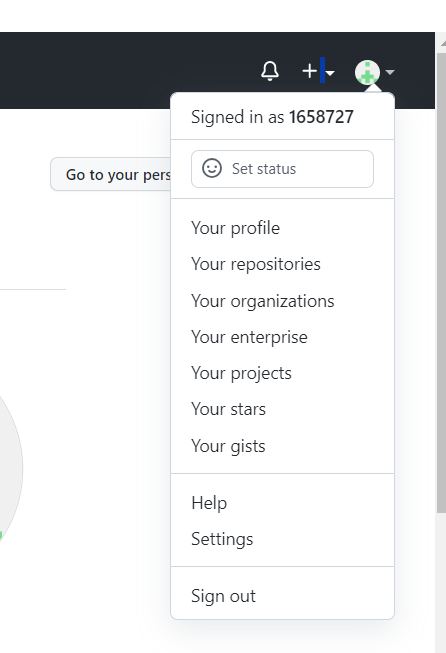 Signed in as 1658727
Set status
Go to your pers
Your profile
Your repositories
Your organizations
Your enterprise
Your projects
Your stars
Your gists
Help
Settings
Sign out